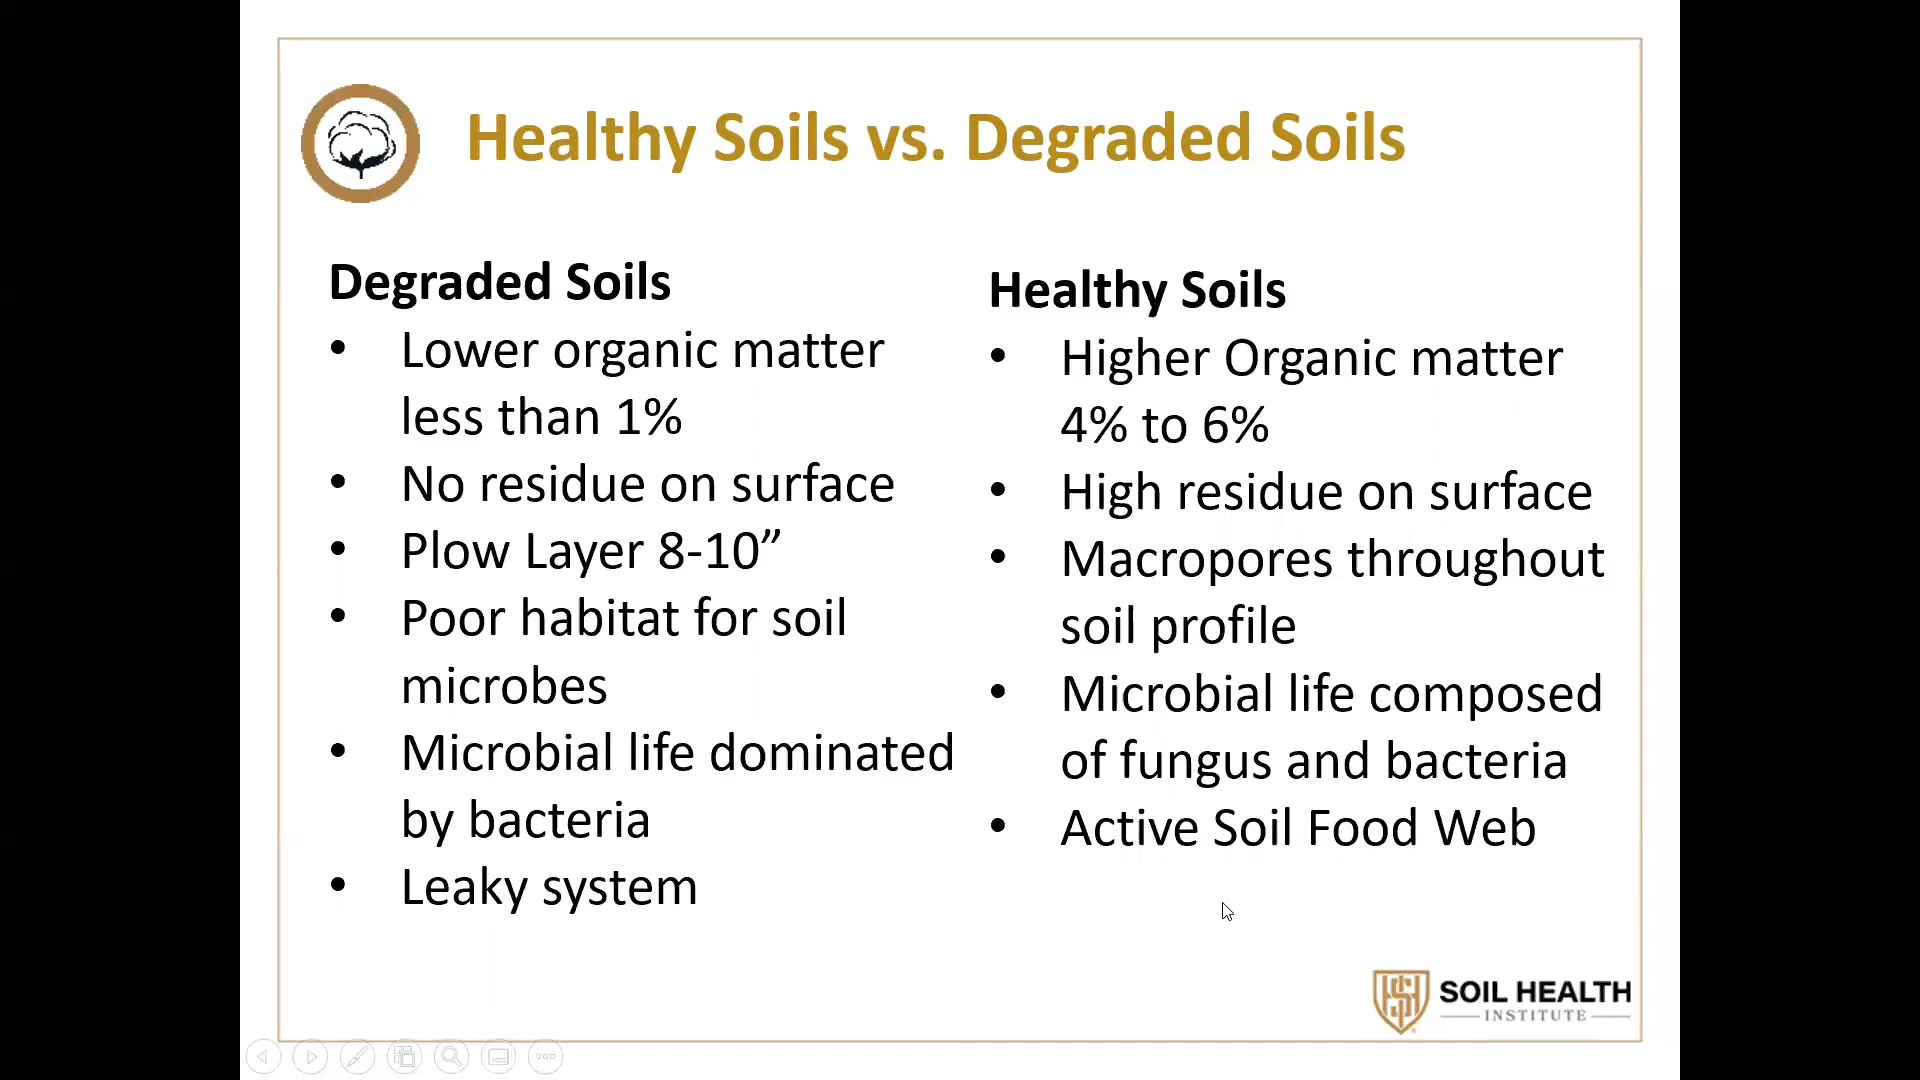 Healthy Soils vs. Degraded Soils
Degraded Soils
• Lower organic matter
less than 1%
• No residue on surface
• Plow Layer 8-10”
• Poor habitat for soil
microbes
• Microbial life dominated
by bacteria
• Leaky system
Healthy Soils
• Higher Organic matter
4% to 6%
• High residue on surface
• Macropores throughout
soil profile
• Microbial life composed
of fungus and bacteria
• Active Soil Food Web
SOIL HEALTH
INSTITUTE